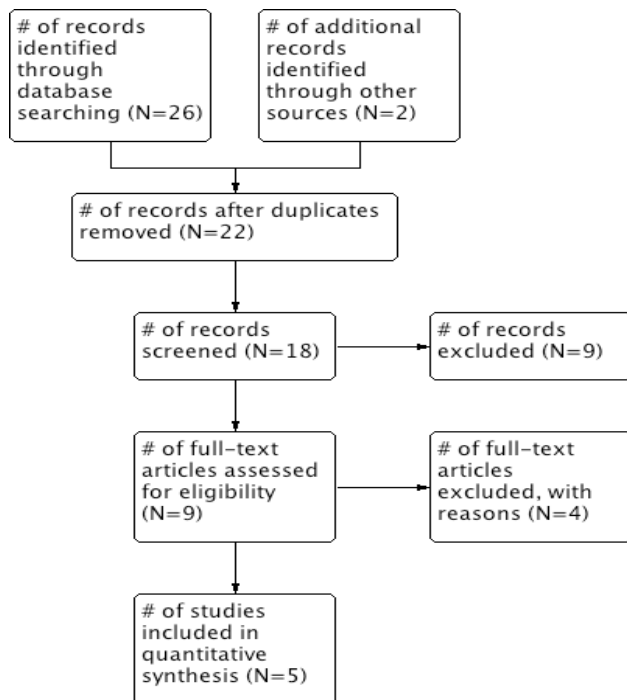 # of records
identified
through
database
searching (N=26)
# of additional
records
identified
through other
sources (N=2)
# of records after duplicates
removed (N=22)
# of records
screened (N=18)
# of records
excluded (N=9)
# of full-text
articles assessed
for eligibility
(N=9)
# of full-text
articles
excluded, with
reasons (N=4)
# of studies
included in
quantitative
synthesis (N=5)